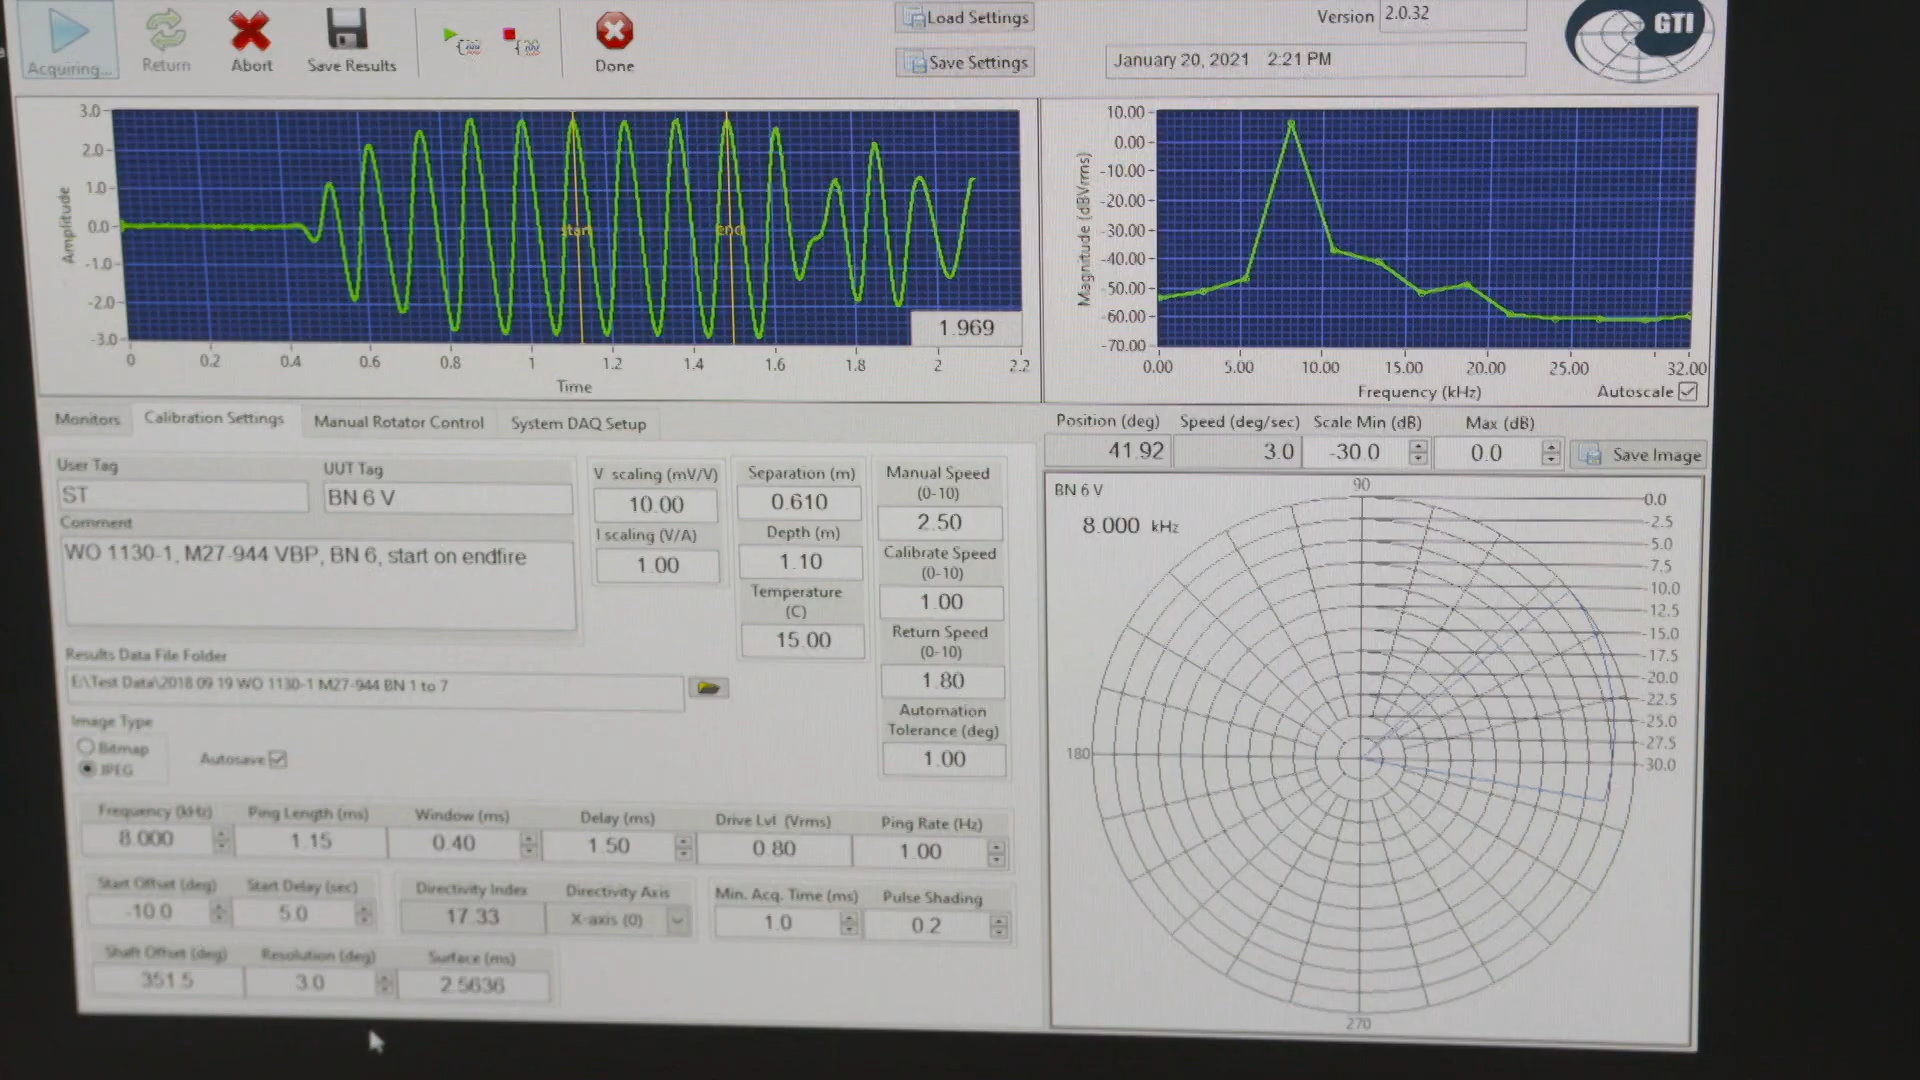 Acquiring...
Return
Abort
Save Results
Done
Load Settings
Save Settings
Version 2.0.32
January 20, 2021 2:21 PM
GTI
3.0
2.0
1.0
0.0
-1.0
-2.0
-3.0
Amplitude
start
end
1.969
0 0.2 0.4 0.6 0.8 1 1.2 1.4 1.6 1.8 2 2.2
Time
10.00
0.00
-10.00
-20.00
-30.00
-40.00
-50.00
-60.00
-70.00
Magnitude (dBVrms)
0.00 5.00 10.00 15.00 20.00 25.00 32.00
Frequency (kHz)
Autoscale
Monitors
Calibration Settings
Manual Rotator Control
System DAQ Setup
Position (deg) Speed (deg/sec) Scale Min (dB) Max (dB)
41.92 3.0 -30.0 0.0 Save Image
User Tag
ST
UUT Tag
BN 6 V
Comment
WO 1130-1, M27-944 VBP, BN 6, start on endfire
V scaling (mV/V)
10.00
I scaling (V/A)
1.00
Separation (m)
0.610
Depth (m)
1.10
Temperature
(C)
15.00
Manual Speed
(0-10)
2.50
Calibrate Speed
(0-10)
1.00
Return Speed
(0-10)
1.80
Automation
Tolerance (deg)
1.00
Results Data File Folder
E:\Test Data\2018 09 19 WO 1130-1 M27-944 BN 1 to 7
Image Type
Bitmap
JPEG
Autosave
Frequency (kHz) Ping Length (ms) Window (ms) Delay (ms) Drive Lvl (Vrms) Ping Rate (Hz)
8.000 1.15 0.40 1.50 0.80 1.00
Start Offset (deg) Start Delay (sec) Directivity Index Directivity Axis Min. Acq. Time (ms) Pulse Shading
-10.0 5.0 17.33 X-axis (0) 1.0 0.2
Shaft Offset (deg) Resolution (deg) Surface (ms)
351.5 3.0 2.5636
BN 6 V
8.000 kHz
90
180
270
0.0
-2.5
-5.0
-7.5
-10.0
-12.5
-15.0
-17.5
-20.0
-22.5
-25.0
-27.5
-30.0